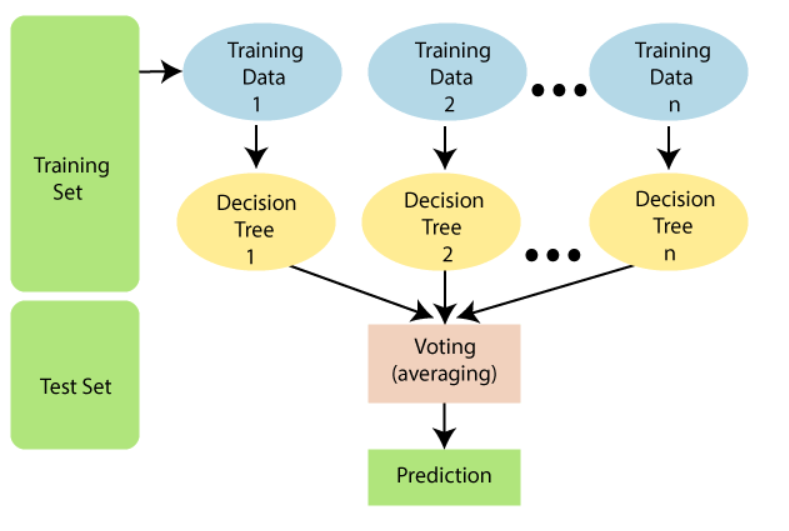 Training
Set
Training
Data
1
Training
Data
2
Training
Data
n
Decision
Tree
1
Decision
Tree
2
Decision
Tree
n
Test Set
Voting
(averaging)
Prediction